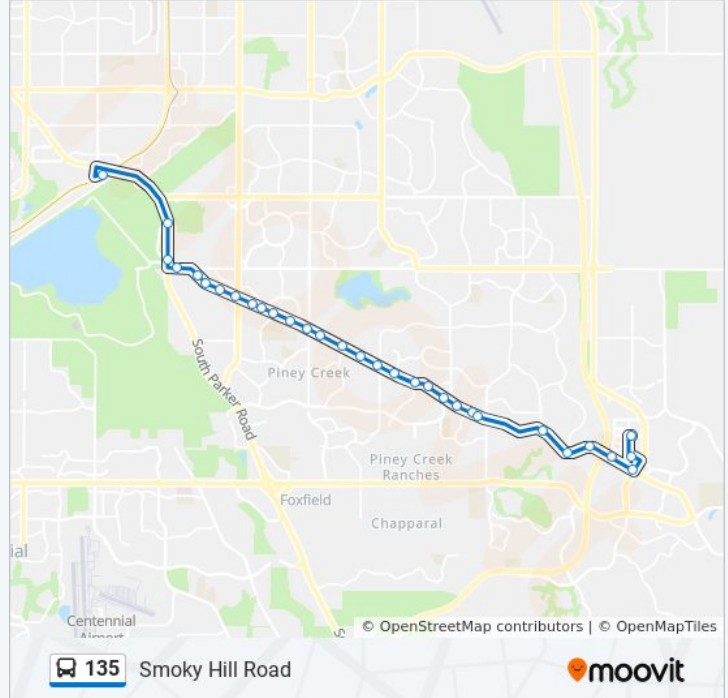 South Parker Road
Piney Creek
Piney Creek
Ranches
Foxfield
Chapparal
ial
Centennial
Airport
© OpenStreetMap contributors | © OpenMapTiles
135 Smoky Hill Road
moovit